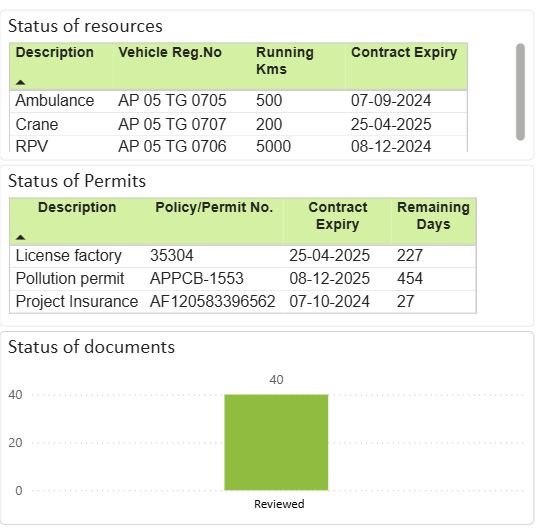 Status of resources
Description Vehicle Reg.No Running Kms Contract Expiry
Ambulance AP 05 TG 0705 500 07-09-2024
Crane AP 05 TG 0707 200 25-04-2025
RPV AP 05 TG 0706 5000 08-12-2024
Status of Permits
Description Policy/Permit No. Contract Expiry Remaining Days
License factory 35304 25-04-2025 227
Pollution permit APPCB-1553 08-12-2025 454
Project Insurance AF120583396562 07-10-2024 27
Status of documents
40
40
20
0
Reviewed